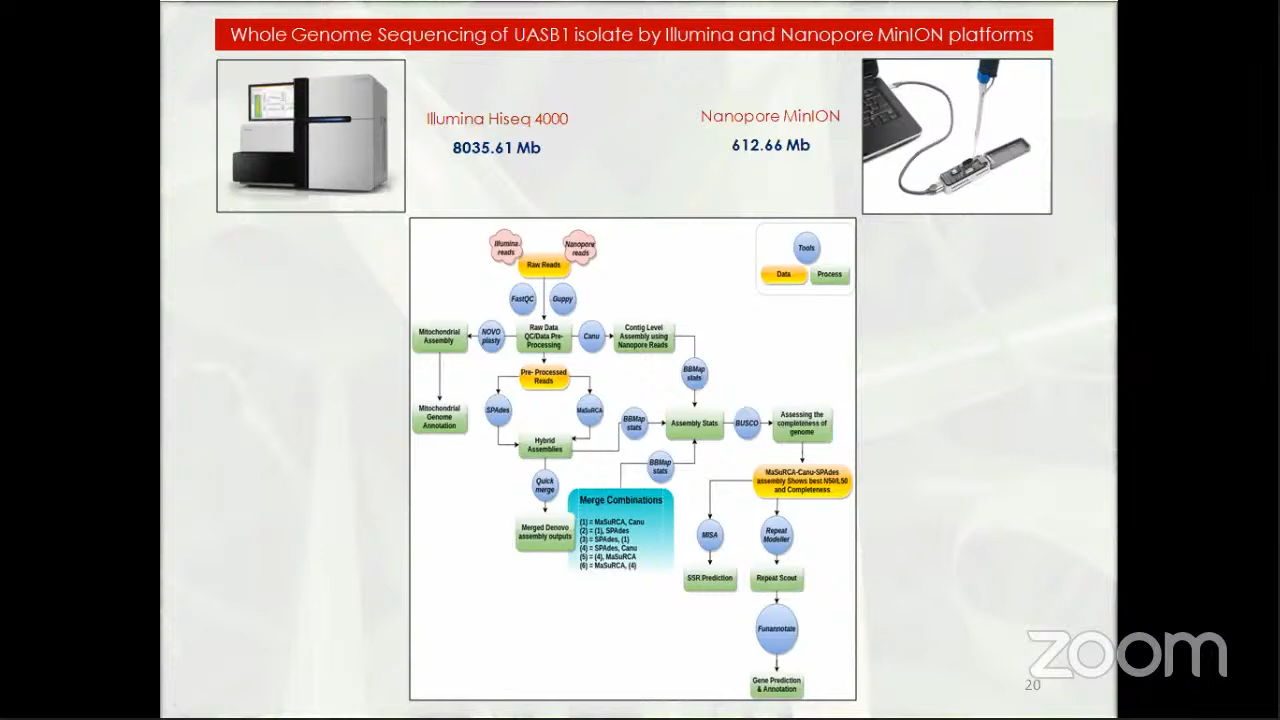 Whole Genome Sequencing of UASB1 isolate by Illumina and Nanopore MinION platforms
Illumina Hiseq 4000
8035.61 Mb
Nanopore MinION
612.66 Mb
Illumina
reads
Nanopore
reads
Raw Reads
Tools
Data
Process
FastQC
Guppy
Mitochondrial
Assembly
NOVO
plasty
Raw Data
QC/Data Pre-
Processing
Canu
Contig Level
Assembly using
Nanopore Reads
Pre- Processed
Reads
BBMap
stats
Mitochondrial
Genome
Annotation
SPAdes
MaSuRCA
BBMap
stats
Assembly Stats
BUSCO
Assessing the
completeness of
genome
Hybrid
Assemblies
BBMap
stats
MaSuRCA-Canu-SPAdes
assembly Shows best N50/L50
and Completeness
Quick
merge
Merge Combinations
(1) = MaSuRCA, Canu
(2) = (1), SPAdes
(3) = SPAdes, (1)
(4) = SPAdes, Canu
(5) = (4), MaSuRCA
(6) = MaSuRCA, (4)
Merged Denovo
assembly outputs
MISA
Repeat
Modeller
SSR Prediction
Repeat Scout
Funannotate
Gene Prediction
& Annotation
zoom
20